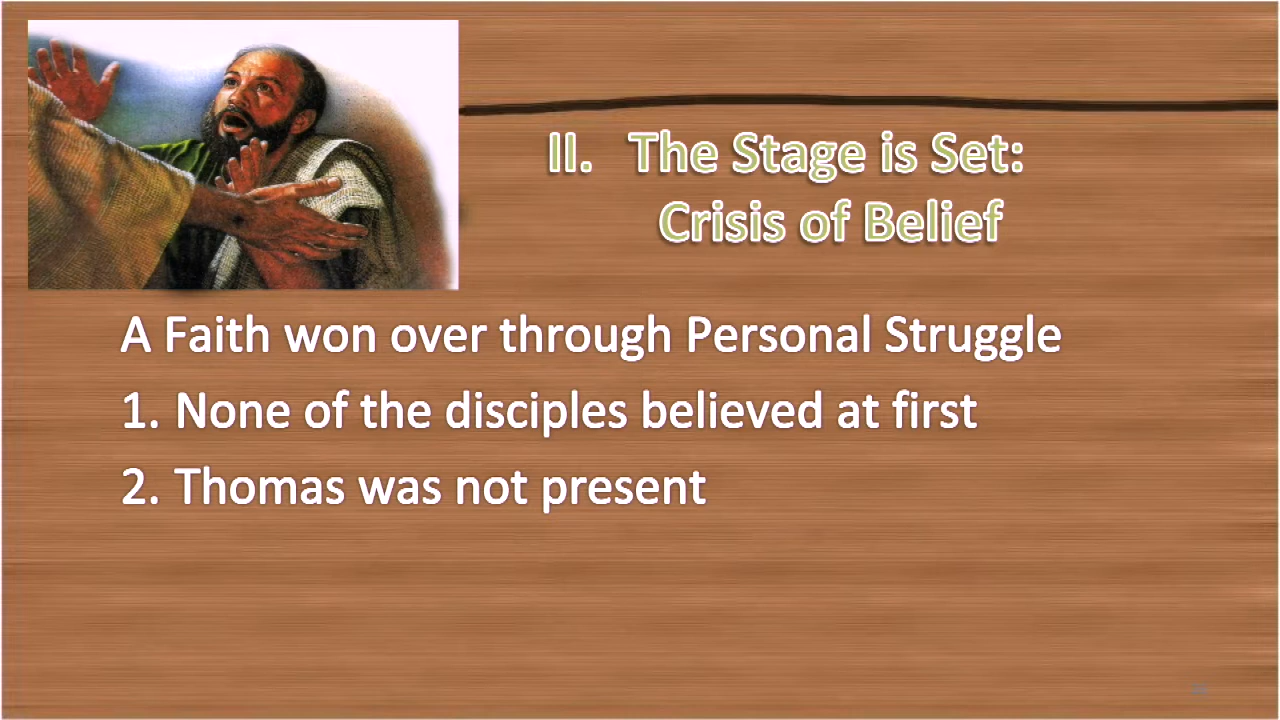 II. The Stage is Set:
Crisis of Belief
A Faith won over through Personal Struggle
1. None of the disciples believed at first
2. Thomas was not present